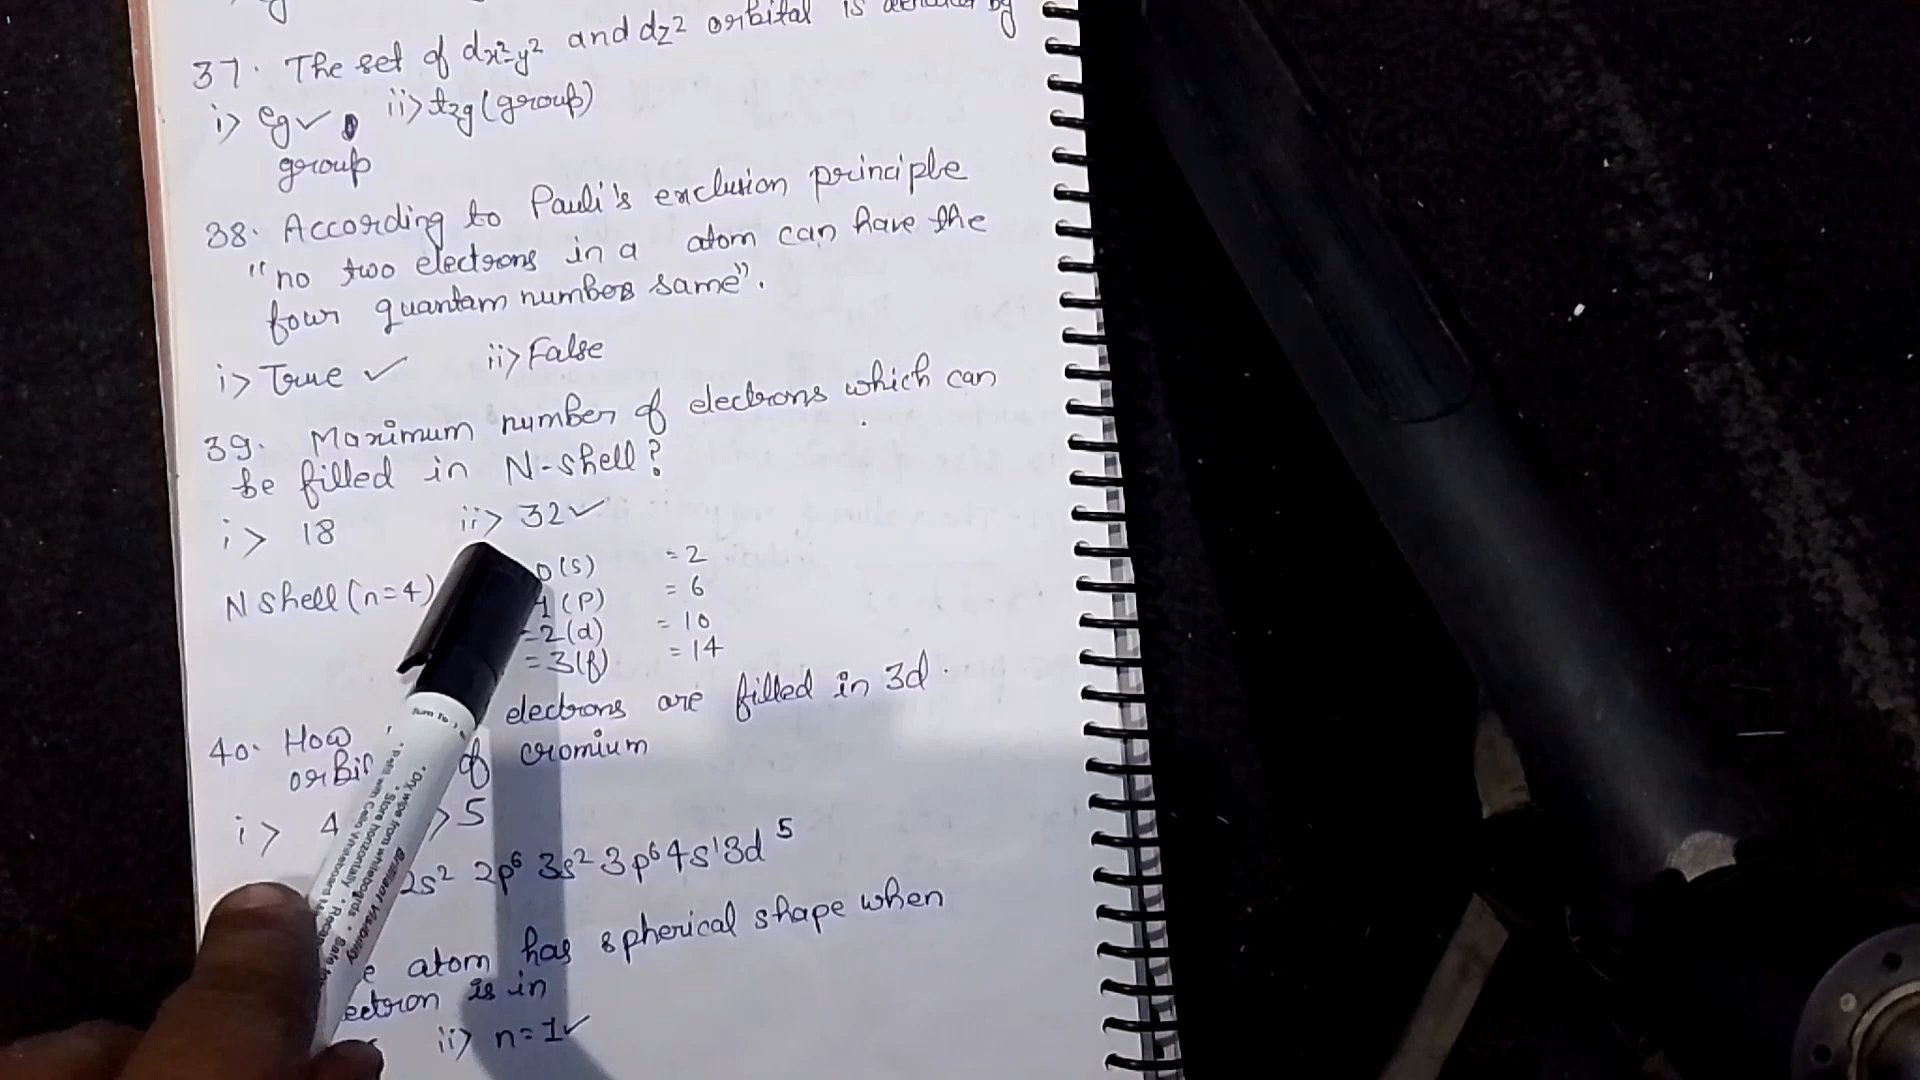 37. The set of dx²-y² and dz² orbital is denoted by
i> eg✓ ii> t2g (group)
group
38. According to Pauli's exclusion principle
"no two electrons in a atom can have the
four quantam numbers same".
i> True ✓ ii> False
39. Maximum number of electrons which can
be filled in N-shell?
i> 18 ii> 32✓
N shell (n=4) 0(s) = 2
1(p) = 6
=2(d) = 10
=3(f) = 14
40. How electrons are filled in 3d
of cromium
i> 4 >5
2s² 2p⁶ 3s² 3p⁶ 4s¹ 3d⁵
atom has spherical shape when
is in
ii> n=1✓